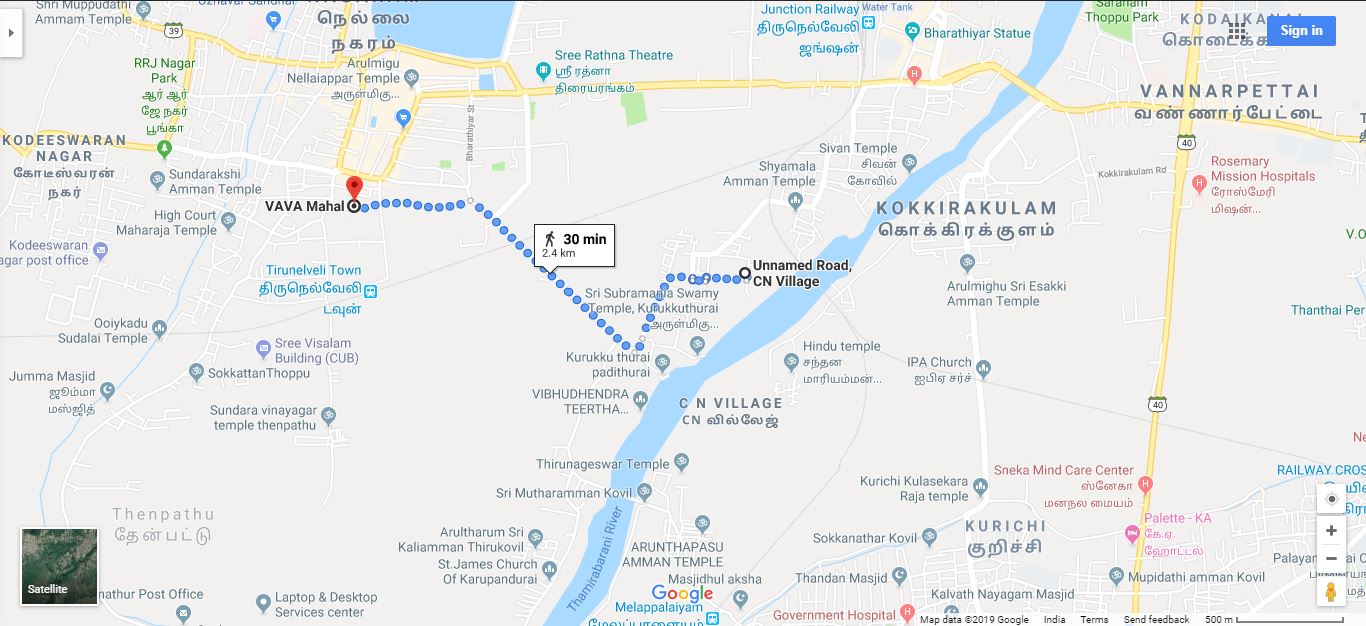 Shri Muppudathi
Ammam Temple
39
நெல்லை
நகரம்
Junction Railway
திருநெல்வேலி
ஜங்ஷன்
Water Tank
Bharathiyar Statue
Thoppu Park
Sign in
RRJ Nagar
Park
ஆர் ஆர்
ஜே நகர்
பூங்கா
Arulmigu
Nellaiappar Temple
அருள்மிகு...
Sree Rathna Theatre
ஸ்ரீ ரத்னா
திரையரங்கம்
Bharathiyar St
VANNARPETTAI
வண்ணார்பேட்டை
40
KODEESWARAN
NAGAR
கோடீஸ்வரன்
நகர்
Sundarakshi
Amman Temple
VAVA Mahal
High Court
Maharaja Temple
Kodeeswaran
agar post office
Tirunelveli Town
திருநெல்வேலி
டவுன்
30 min
2.4 km
Shyamala
Amman Temple
Sivan Temple
சிவன்
கோவில்
Kokkirakulam Rd
Rosemary
Mission Hospitals
ரோஸ்மேரி
மிஷன்...
KOKKIRAKULAM
கொக்கிரக்குளம்
V.O
Unnamed Road,
CN Village
Arulmighu Sri Esakki
Amman Temple
Sri Subramania Swamy
Temple, Kurukkuthurai
அருள்மிகு...
Thanthai Per
Ooiykadu
Sudalai Temple
Sree Visalam
Building (CUB)
SokkattanThoppu
Jumma Masjid
ஜும்மா
மஸ்ஜித்
Sundara vinayagar
temple thenpathu
Kurukku thurai
padithurai
VIBHUDHENDRA
TEERTHA...
Hindu temple
சந்தன
மாரியம்மன்...
IPA Church
ஐபிஏ சர்ச்
C N VILLAGE
CN வில்லேஜ்
40
Thirunageswar Temple
Sri Mutharamman Kovil
Kurichi Kulasekara
Raja temple
Sneka Mind Care Center
ஸ்னேகா
மனநல மையம்
RAILWAY CROS
Thenpathu
தேன்பட்டு
Arultharum Sri
Kaliamman Thirukovil
St.James Church
Of Karupandurai
Thamirabarani River
ARUNTHAPASU
AMMAN TEMPLE
Masjidhul aksha
Sokkanathar Kovil
KURICHI
குறிச்சி
Palette - KA
கே.ஏ.
ஹோட்டல்
Thandan Masjid
Mupidathi amman Kovil
Kalvath Nayagam Masjid
Satellite
nathur Post Office
Laptop & Desktop
Services center
Google
Melappalaiyam
மேலப்பாளையம்
Government Hospital
Map data ©2019 Google India Terms Send feedback 500 m